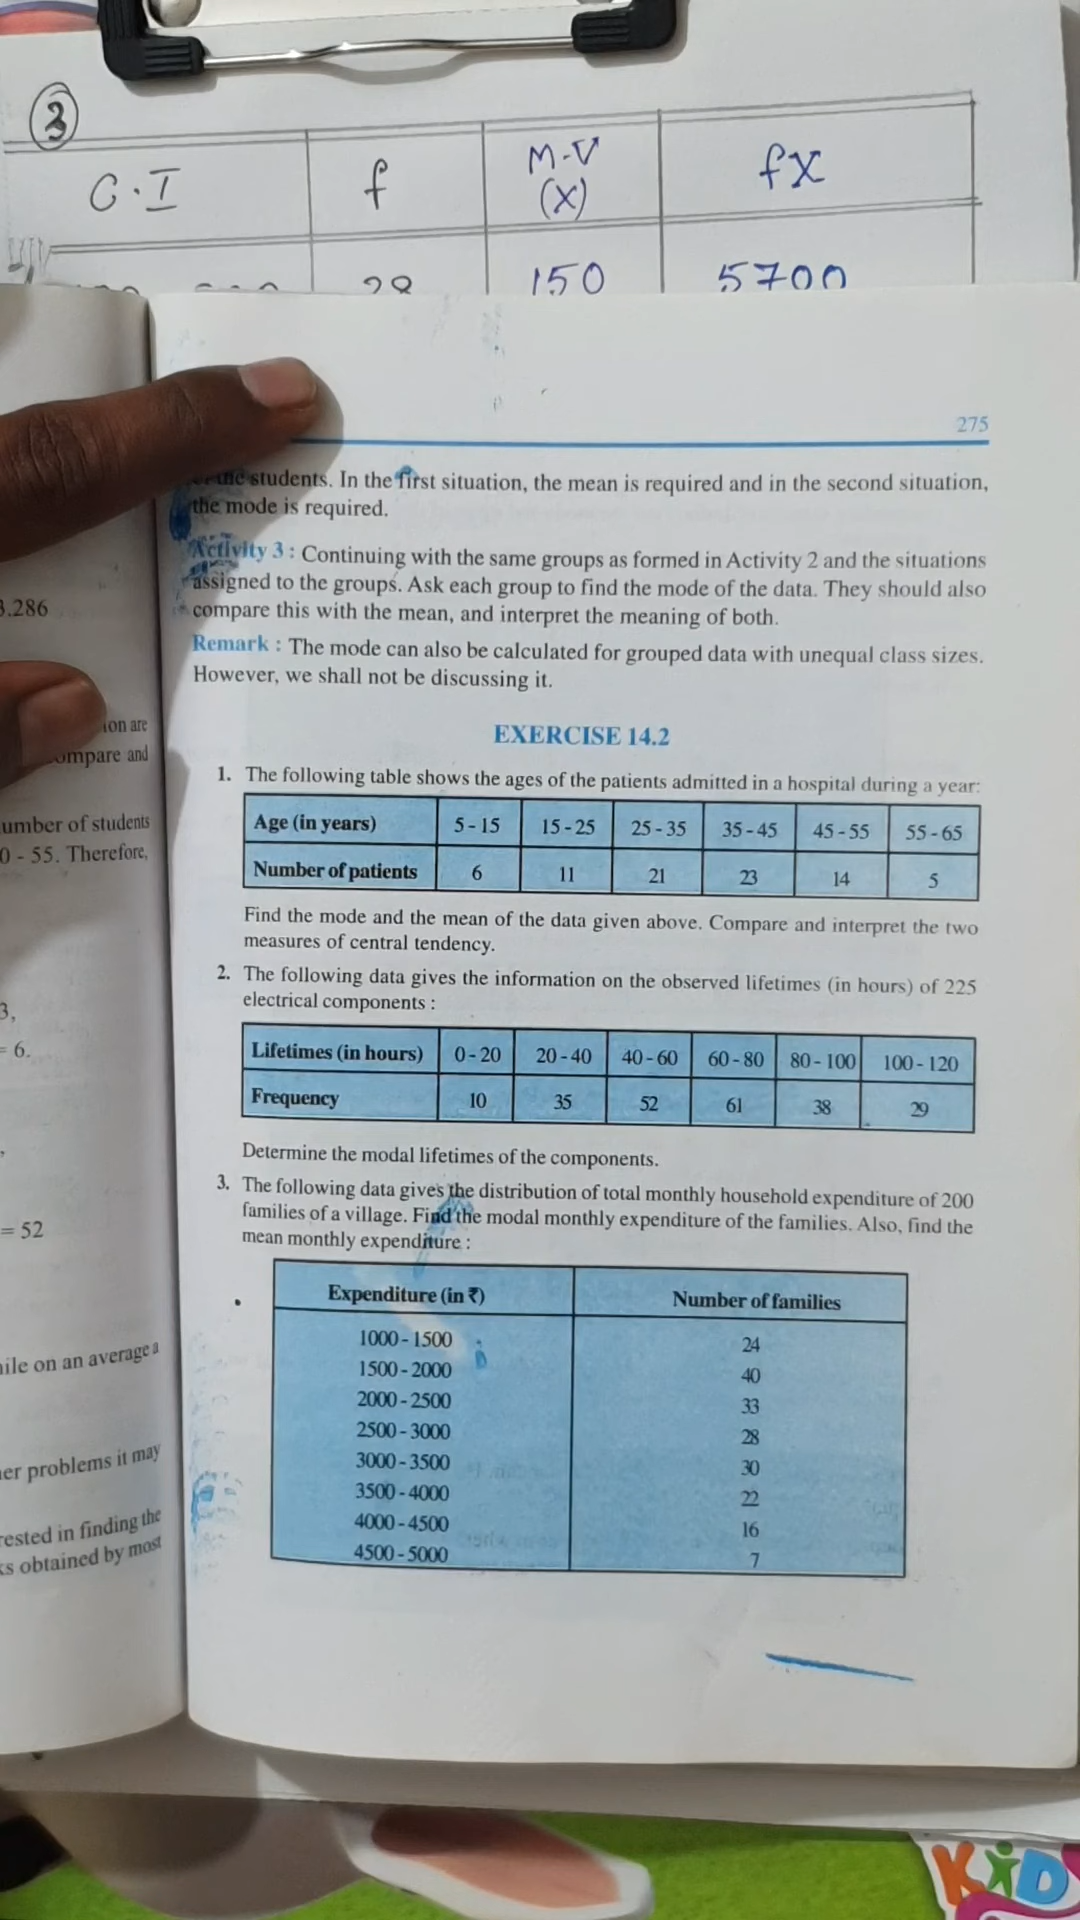 3
C.I f M-V (X) fX
150 5700
275
the students. In the first situation, the mean is required and in the second situation,
the mode is required.
Activity 3 : Continuing with the same groups as formed in Activity 2 and the situations
assigned to the groups. Ask each group to find the mode of the data. They should also
compare this with the mean, and interpret the meaning of both.
Remark : The mode can also be calculated for grouped data with unequal class sizes.
However, we shall not be discussing it.
EXERCISE 14.2
1. The following table shows the ages of the patients admitted in a hospital during a year:
Age (in years) 5 - 15 15 - 25 25 - 35 35 - 45 45 - 55 55 - 65
Number of patients 6 11 21 23 14 5
Find the mode and the mean of the data given above. Compare and interpret the two
measures of central tendency.
2. The following data gives the information on the observed lifetimes (in hours) of 225
electrical components :
Lifetimes (in hours) 0 - 20 20 - 40 40 - 60 60 - 80 80 - 100 100 - 120
Frequency 10 35 52 61 38 29
Determine the modal lifetimes of the components.
3. The following data gives the distribution of total monthly household expenditure of 200
families of a village. Find the modal monthly expenditure of the families. Also, find the
mean monthly expenditure :
Expenditure (in ₹) Number of families
1000 - 1500 24
1500 - 2000 40
2000 - 2500 33
2500 - 3000 28
3000 - 3500 30
3500 - 4000 22
4000 - 4500 16
4500 - 5000 7
3.286
ion are
ompare and
umber of students
0 - 55. Therefore,
3,
= 6.
= 52
ile on an average a
er problems it may
rested in finding the
ks obtained by most
KiD